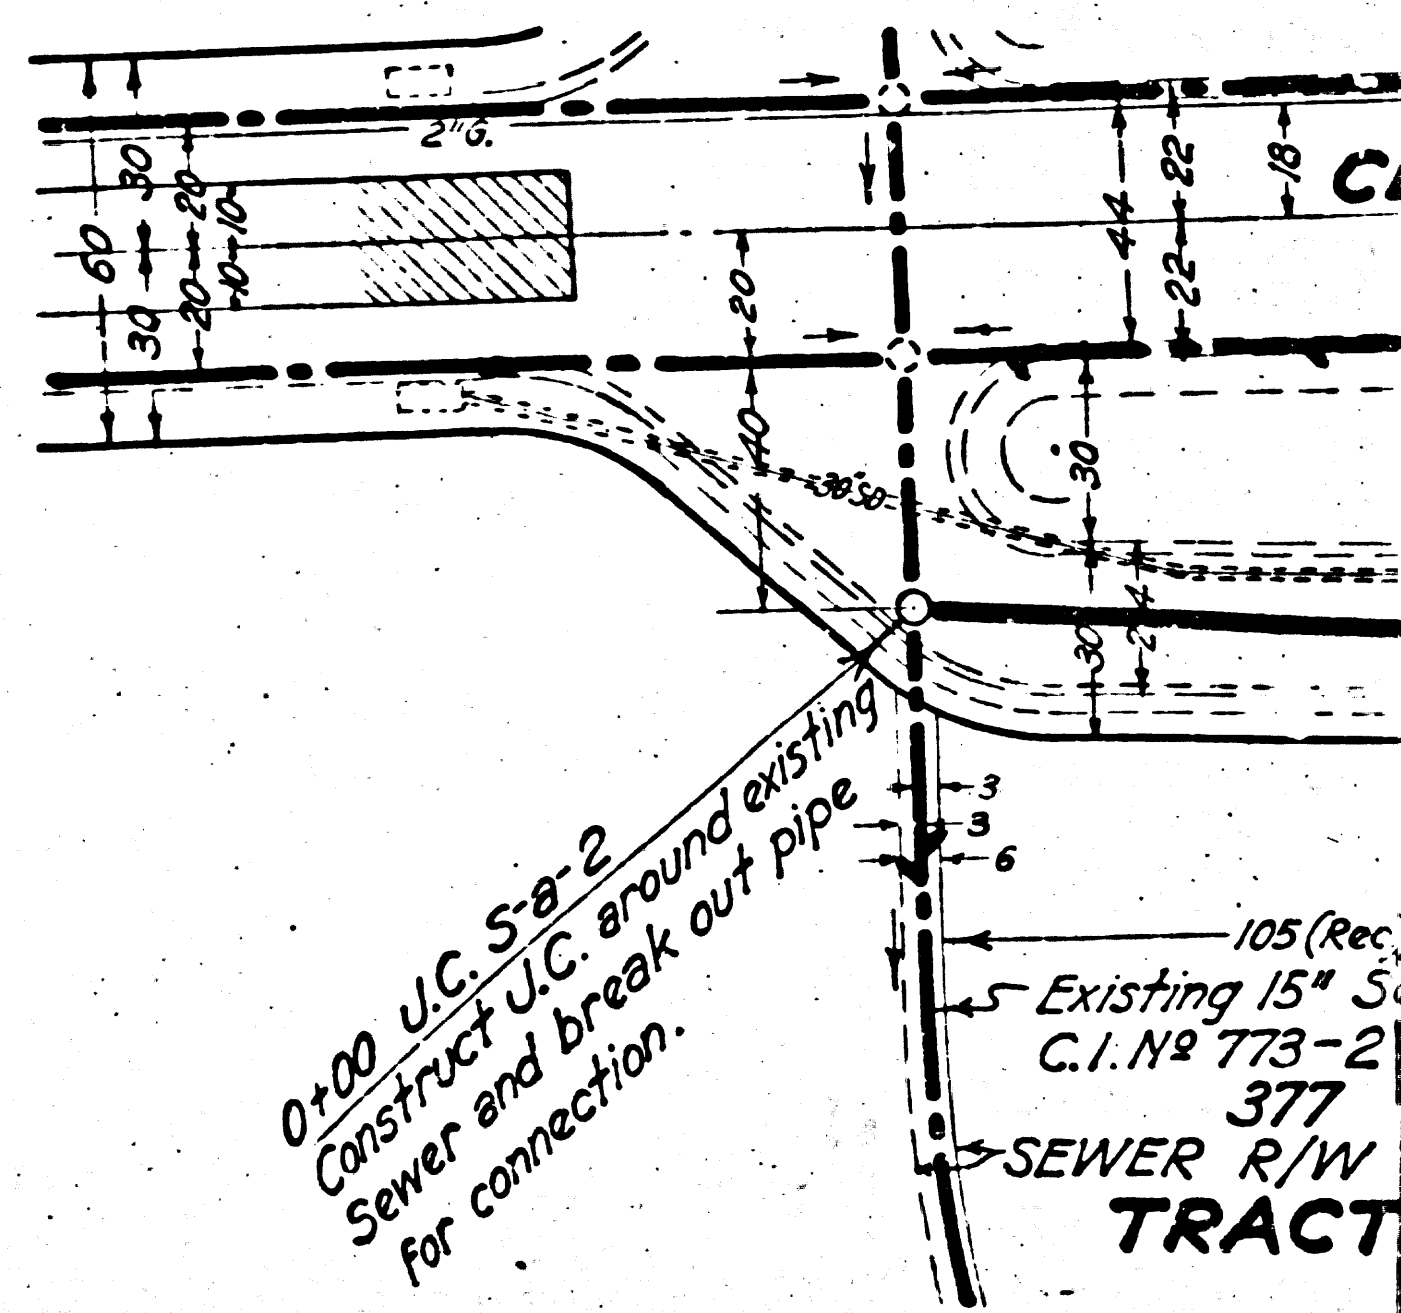 2"G.
60
30
30
20
20
10
10
20
40
44
22
22
18
30
30
24
30"SD
3
3
6
0+00 J.C. S-a-2
Construct J.C. around existing
Sewer and break out pipe
for connection.
105 (Rec.
Existing 15"
C.I. Nº 773-2
377
SEWER R/W
TRACT